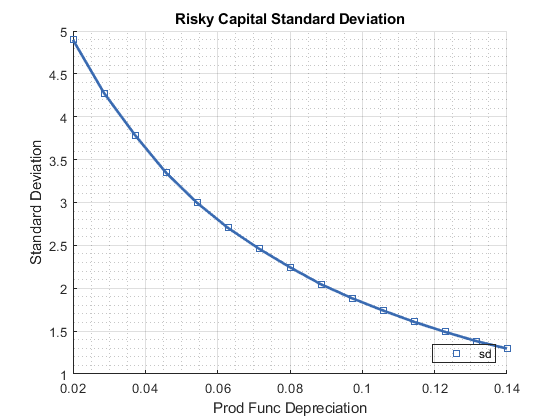 Risky Capital Standard Deviation
5
4.5
4
3.5
3
2.5
2
1.5
1
Standard Deviation
sd
0.02 0.04 0.06 0.08 0.1 0.12 0.14
Prod Func Depreciation